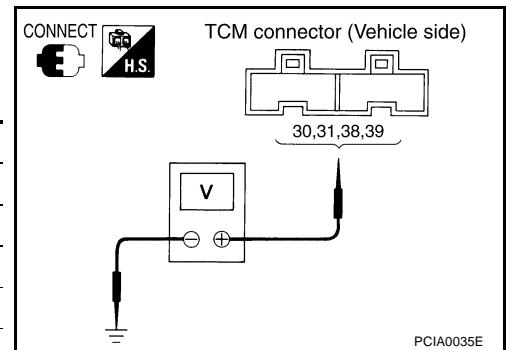 CONNECT
H.S.
TCM connector (Vehicle side)
30,31,38,39
V
− +
PCIA0035E